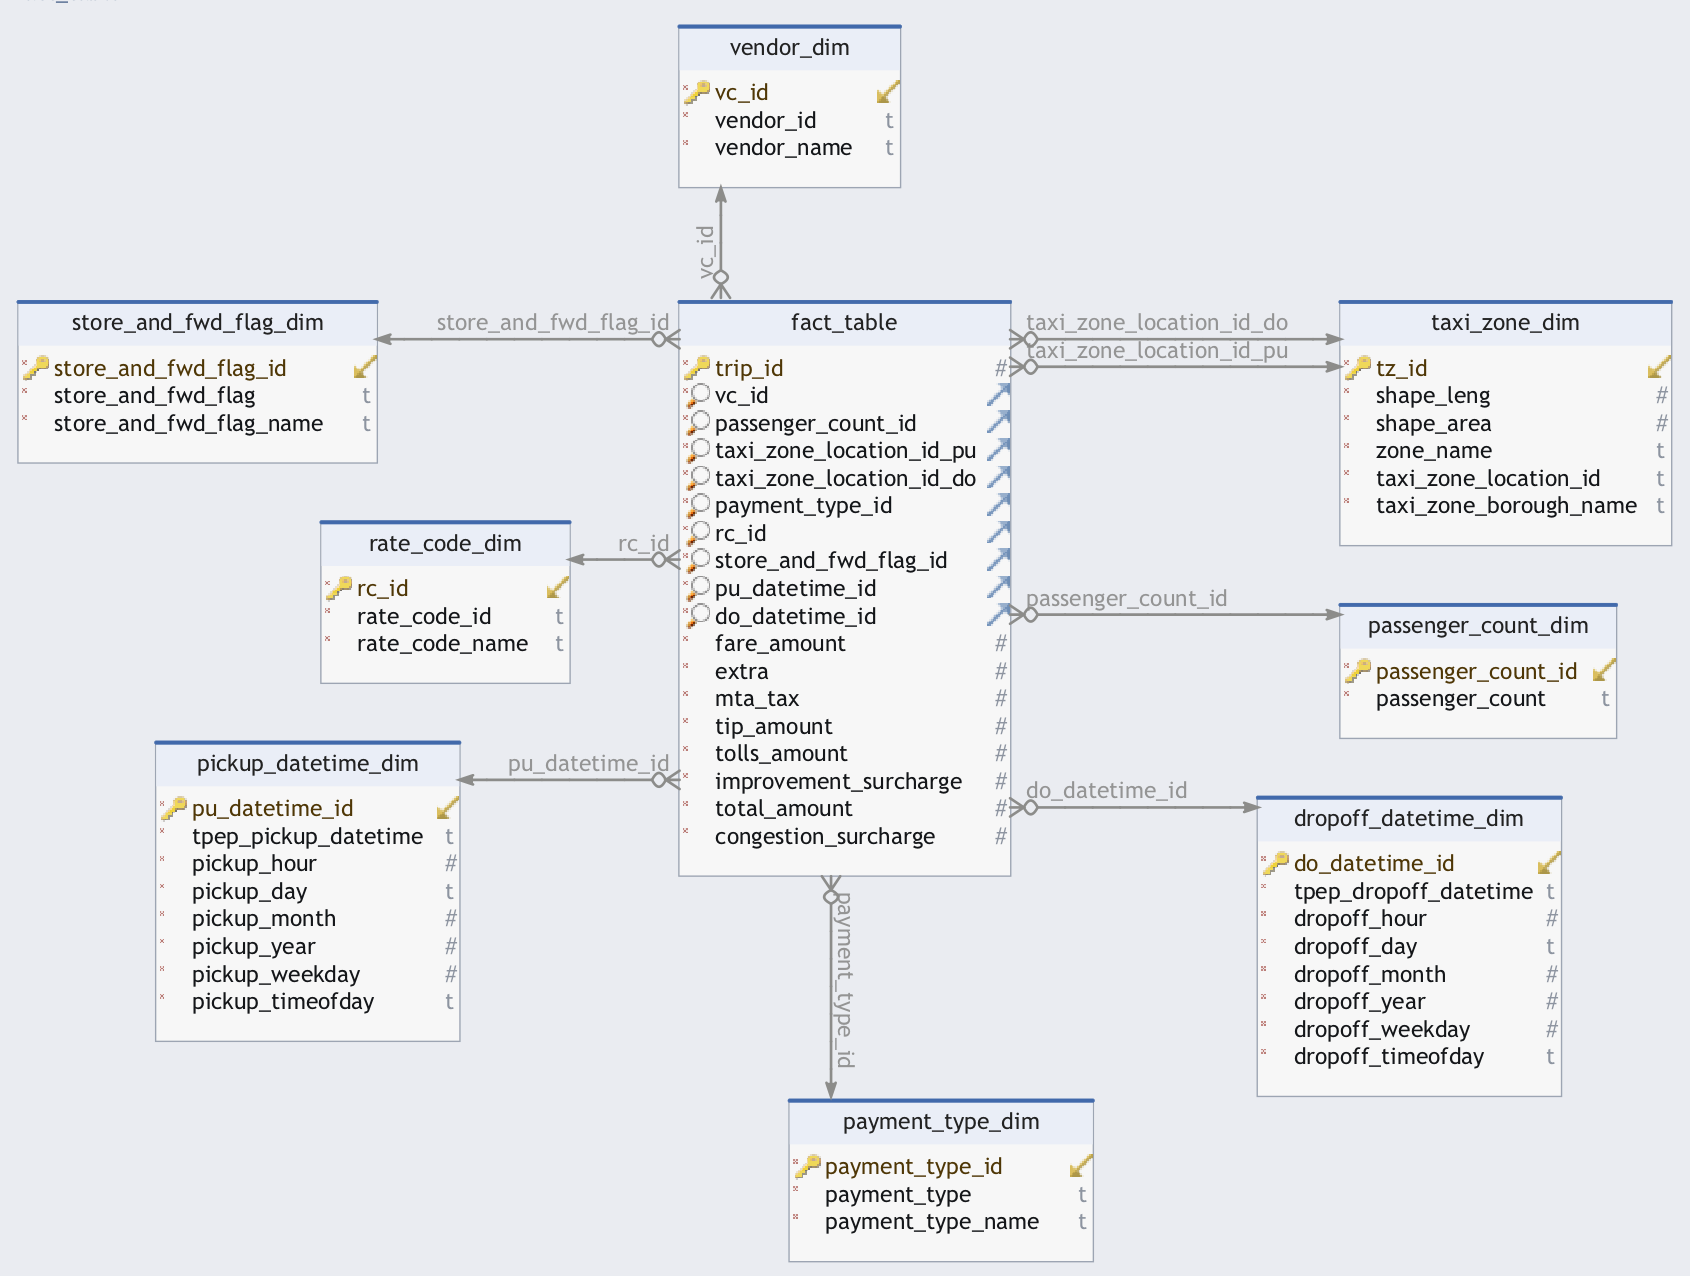 vendor_dim
vc_id
vendor_id t
vendor_name t
vc_id
store_and_fwd_flag_dim
store_and_fwd_flag_id
store_and_fwd_flag t
store_and_fwd_flag_name t
store_and_fwd_flag_id
fact_table
trip_id #
vc_id
passenger_count_id
taxi_zone_location_id_pu
taxi_zone_location_id_do
payment_type_id
rc_id
store_and_fwd_flag_id
pu_datetime_id
do_datetime_id
fare_amount #
extra #
mta_tax #
tip_amount #
tolls_amount #
improvement_surcharge #
total_amount #
congestion_surcharge #
taxi_zone_location_id_do
taxi_zone_location_id_pu
taxi_zone_dim
tz_id
shape_leng #
shape_area #
zone_name t
taxi_zone_location_id t
taxi_zone_borough_name t
rate_code_dim
rc_id
rate_code_id t
rate_code_name t
rc_id
passenger_count_id
passenger_count_dim
passenger_count_id
passenger_count t
pickup_datetime_dim
pu_datetime_id
tpep_pickup_datetime t
pickup_hour #
pickup_day t
pickup_month #
pickup_year #
pickup_weekday #
pickup_timeofday t
pu_datetime_id
do_datetime_id
dropoff_datetime_dim
do_datetime_id
tpep_dropoff_datetime t
dropoff_hour #
dropoff_day t
dropoff_month #
dropoff_year #
dropoff_weekday #
dropoff_timeofday t
payment_type_id
payment_type_dim
payment_type_id
payment_type t
payment_type_name t